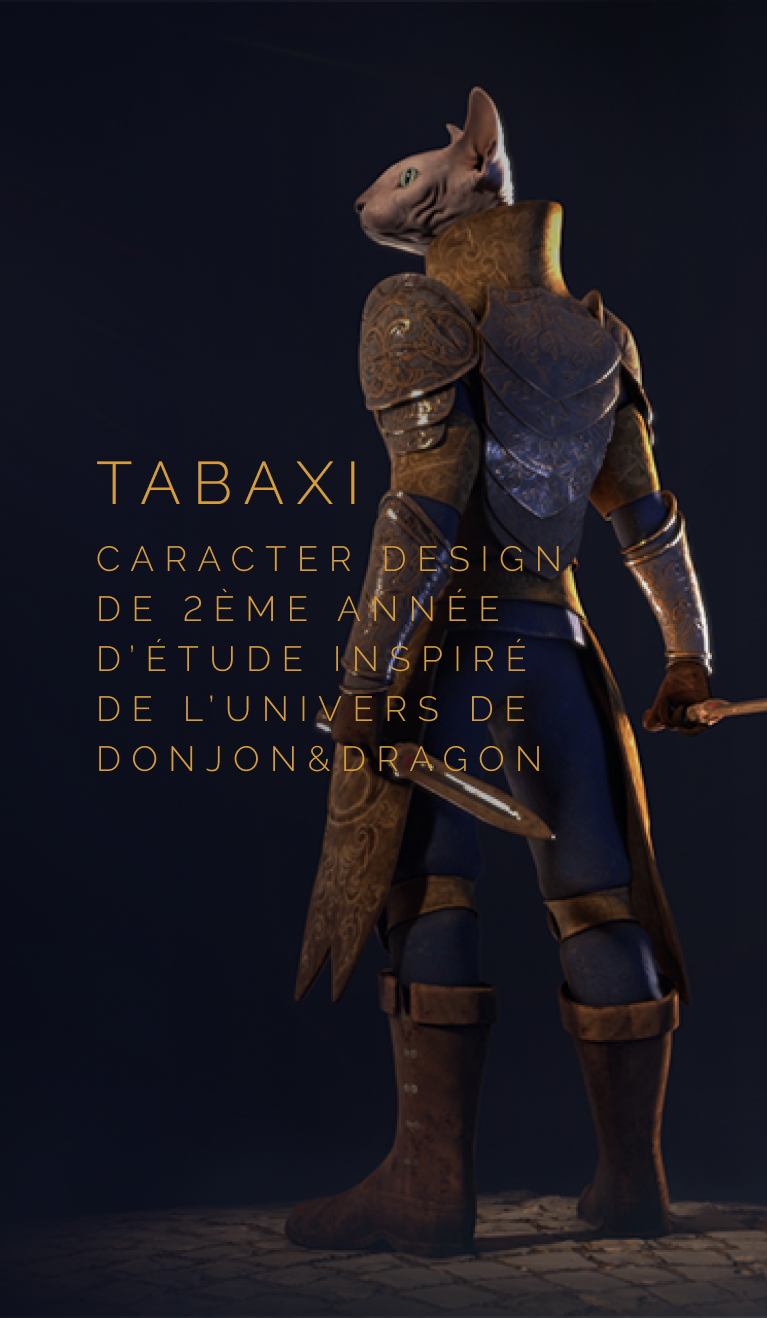 TABAXI
CARACTER DESIGN
DE 2ÈME ANNÉE
D'ÉTUDE INSPIRÉ
DE L'UNIVERS DE
DONJON&DRAGON